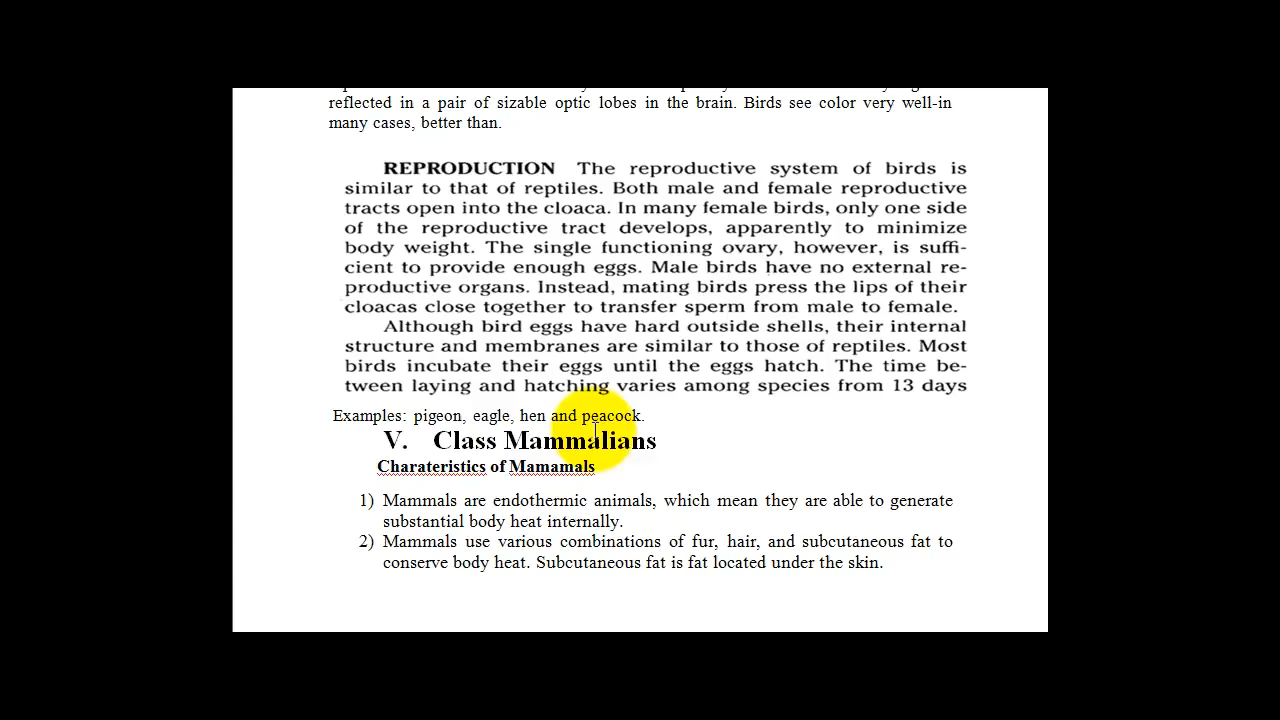 reflected in a pair of sizable optic lobes in the brain. Birds see color very well-in
many cases, better than.
REPRODUCTION The reproductive system of birds is
similar to that of reptiles. Both male and female reproductive
tracts open into the cloaca. In many female birds, only one side
of the reproductive tract develops, apparently to minimize
body weight. The single functioning ovary, however, is suffi-
cient to provide enough eggs. Male birds have no external re-
productive organs. Instead, mating birds press the lips of their
cloacas close together to transfer sperm from male to female.
Although bird eggs have hard outside shells, their internal
structure and membranes are similar to those of reptiles. Most
birds incubate their eggs until the eggs hatch. The time be-
tween laying and hatching varies among species from 13 days
Examples: pigeon, eagle, hen and peacock.
V. Class Mammalians
Charateristics of Mamamals
1) Mammals are endothermic animals, which mean they are able to generate
substantial body heat internally.
2) Mammals use various combinations of fur, hair, and subcutaneous fat to
conserve body heat. Subcutaneous fat is fat located under the skin.